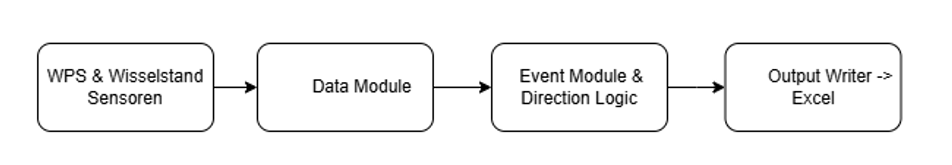 WPS & Wisselstand
Sensoren
Data Module
Event Module &
Direction Logic
Output Writer ->
Excel